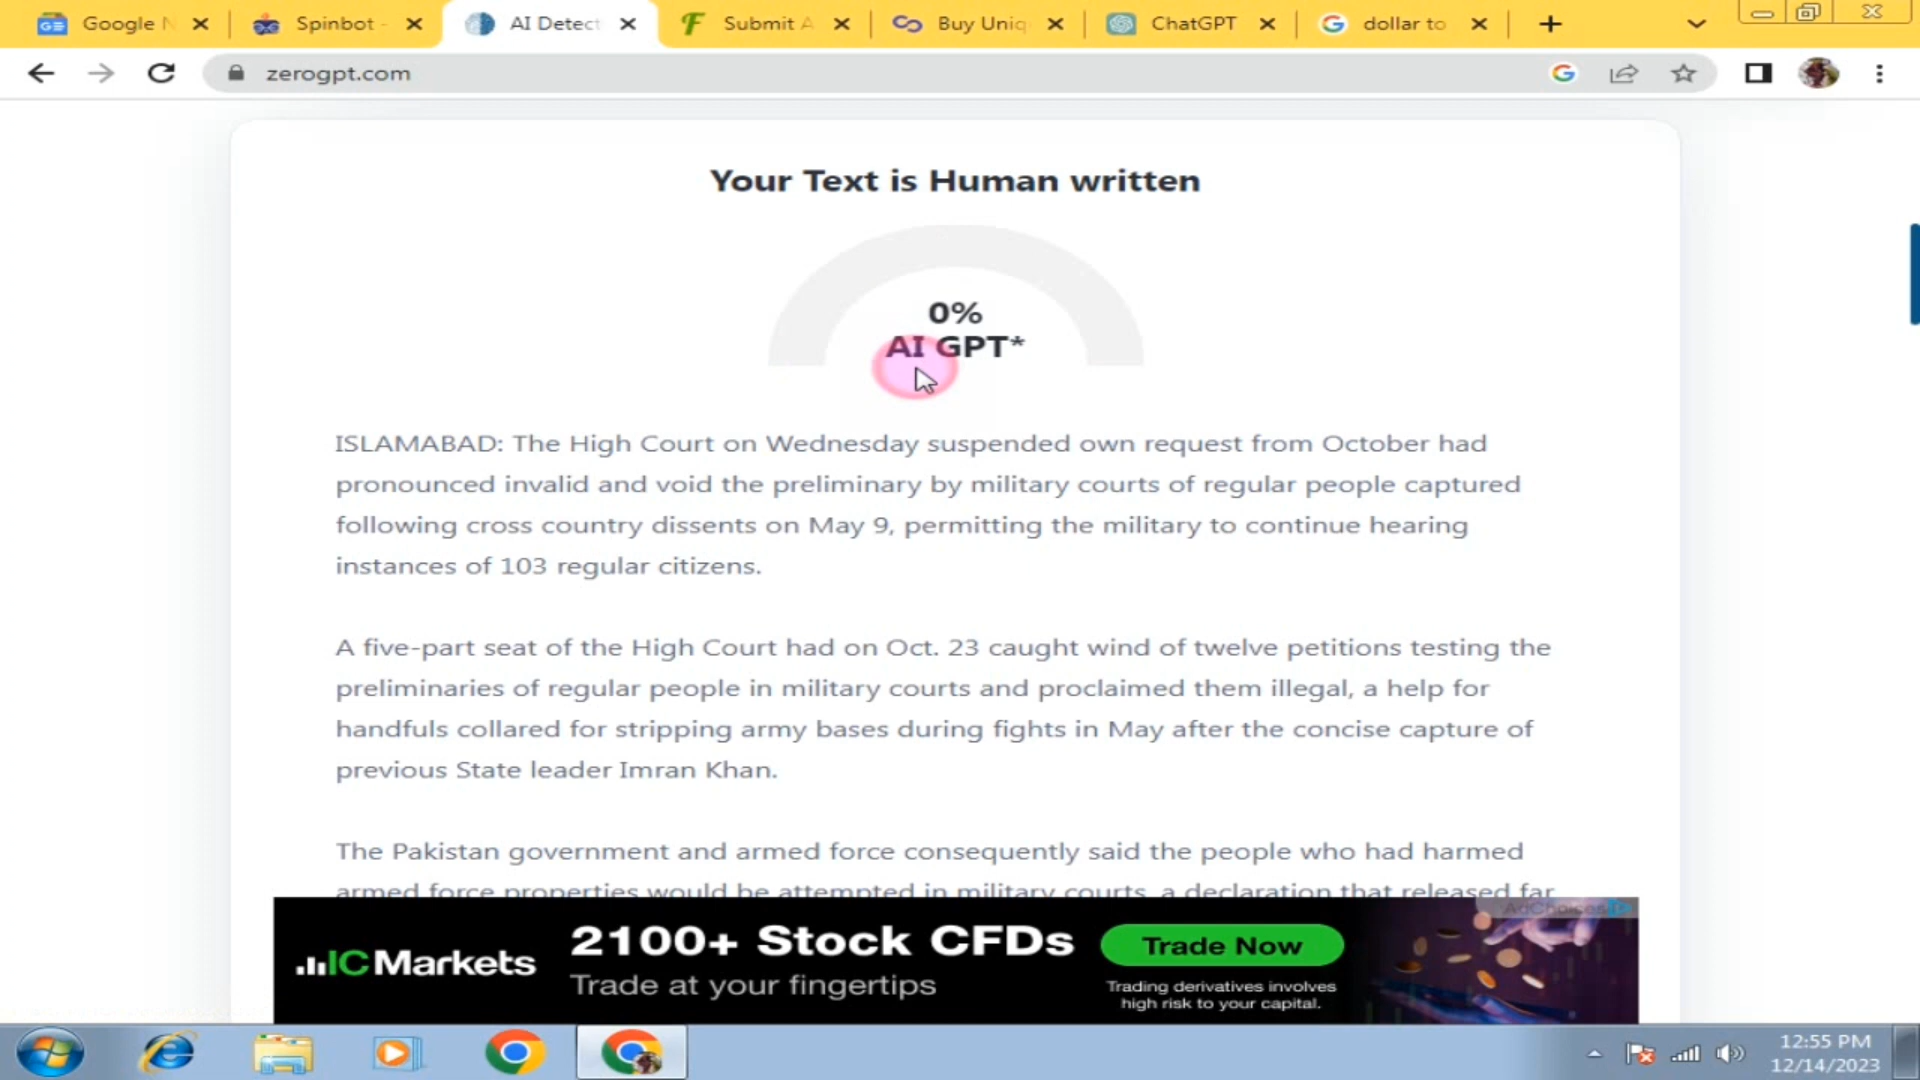 Google N
Spinbot -
AI Detect
Submit A
Buy Uniq
ChatGPT
dollar to
zerogpt.com
Your Text is Human written
0%
AI GPT*
ISLAMABAD: The High Court on Wednesday suspended own request from October had
pronounced invalid and void the preliminary by military courts of regular people captured
following cross country dissents on May 9, permitting the military to continue hearing
instances of 103 regular citizens.
A five-part seat of the High Court had on Oct. 23 caught wind of twelve petitions testing the
preliminaries of regular people in military courts and proclaimed them illegal, a help for
handfuls collared for stripping army bases during fights in May after the concise capture of
previous State leader Imran Khan.
The Pakistan government and armed force consequently said the people who had harmed
armed force properties would be attempted in military courts, a declaration that released far
AdChoices
ICMarkets
2100+ Stock CFDs
Trade at your fingertips
Trade Now
Trading derivatives involves
high risk to your capital.
12:55 PM
12/14/2023